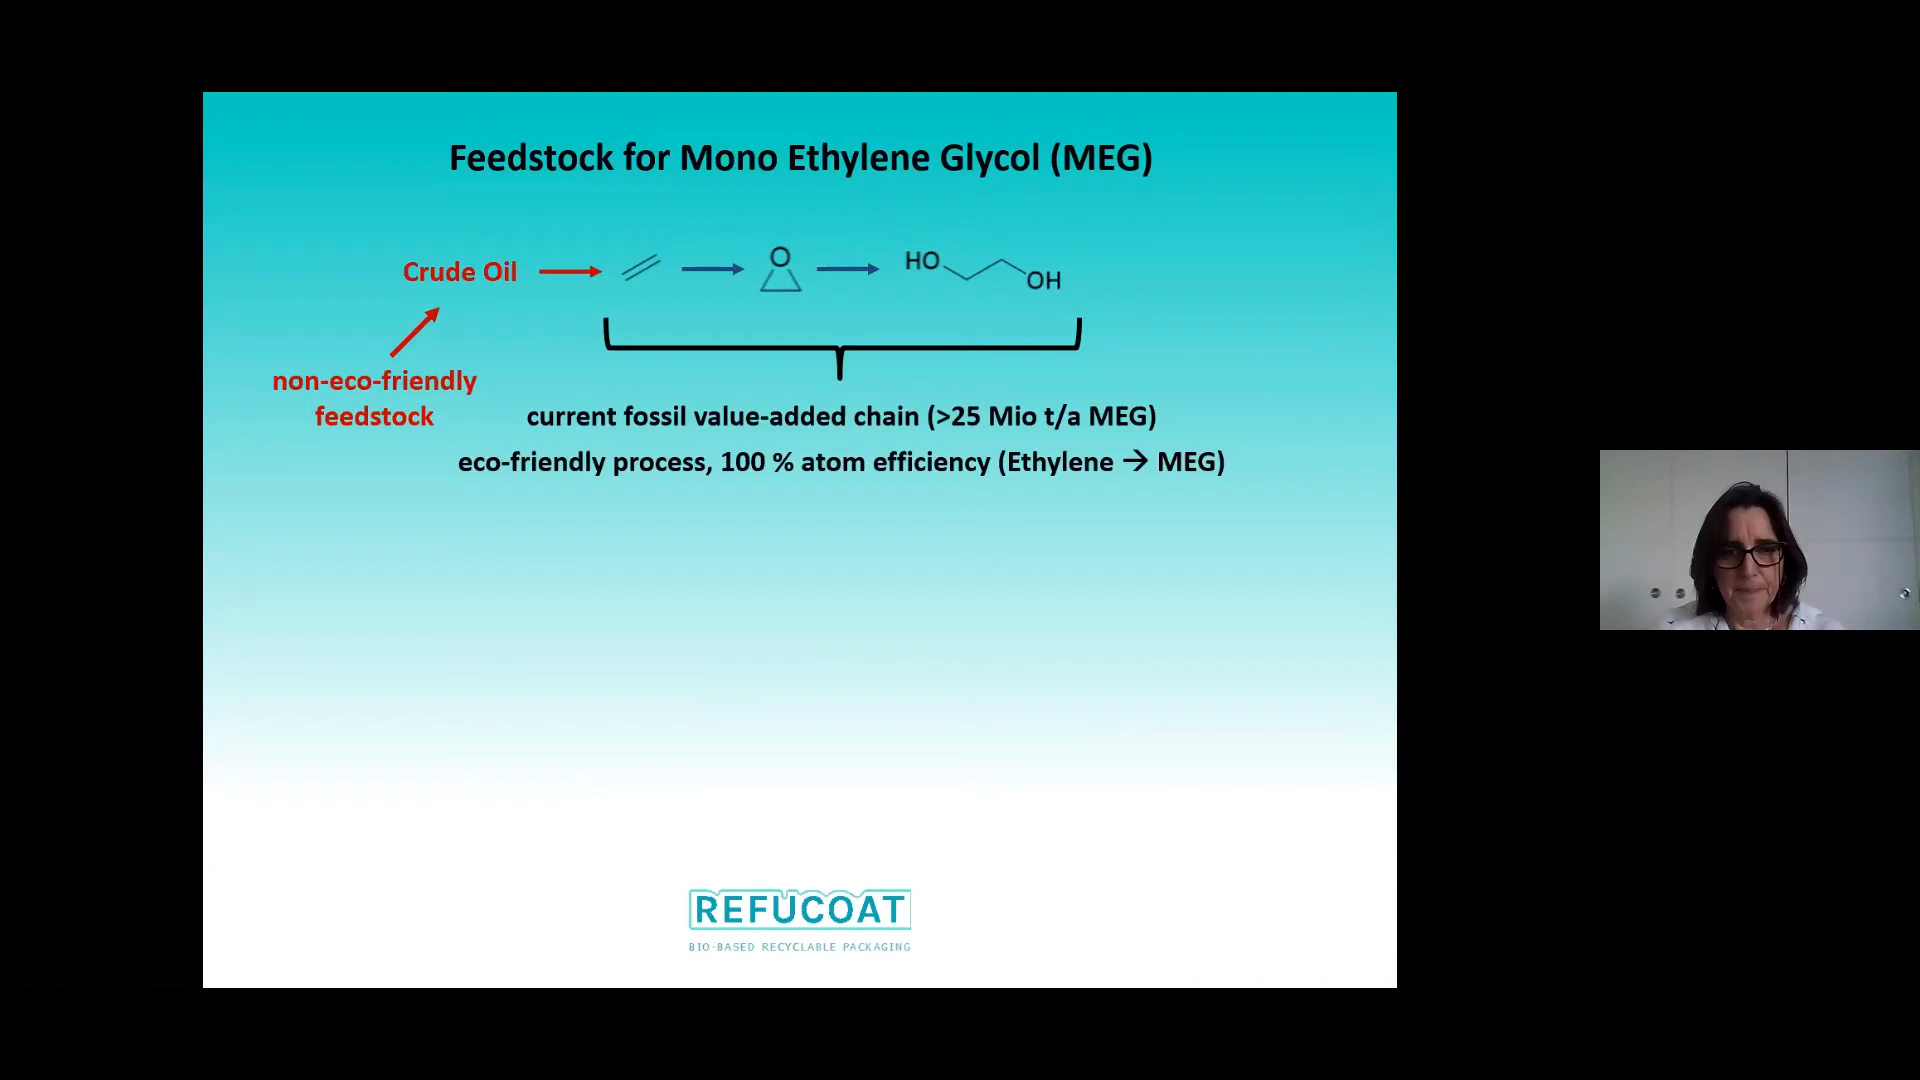 Feedstock for Mono Ethylene Glycol (MEG)
Crude Oil
O
HO
OH
non-eco-friendly
feedstock
current fossil value-added chain (>25 Mio t/a MEG)
eco-friendly process, 100 % atom efficiency (Ethylene → MEG)
REFUCOAT
BIO-BASED RECYCLABLE PACKAGING